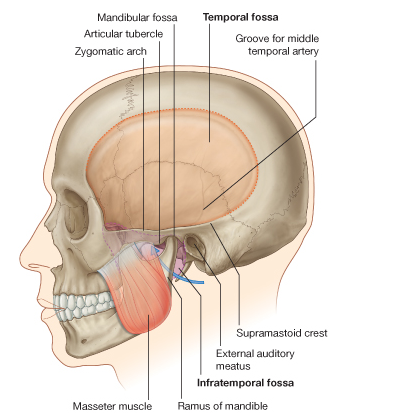 Mandibular fossa
Temporal fossa
Articular tubercle
Groove for middle
temporal artery
Zygomatic arch
Supramastoid crest
External auditory
meatus
Infratemporal fossa
Masseter muscle
Ramus of mandible